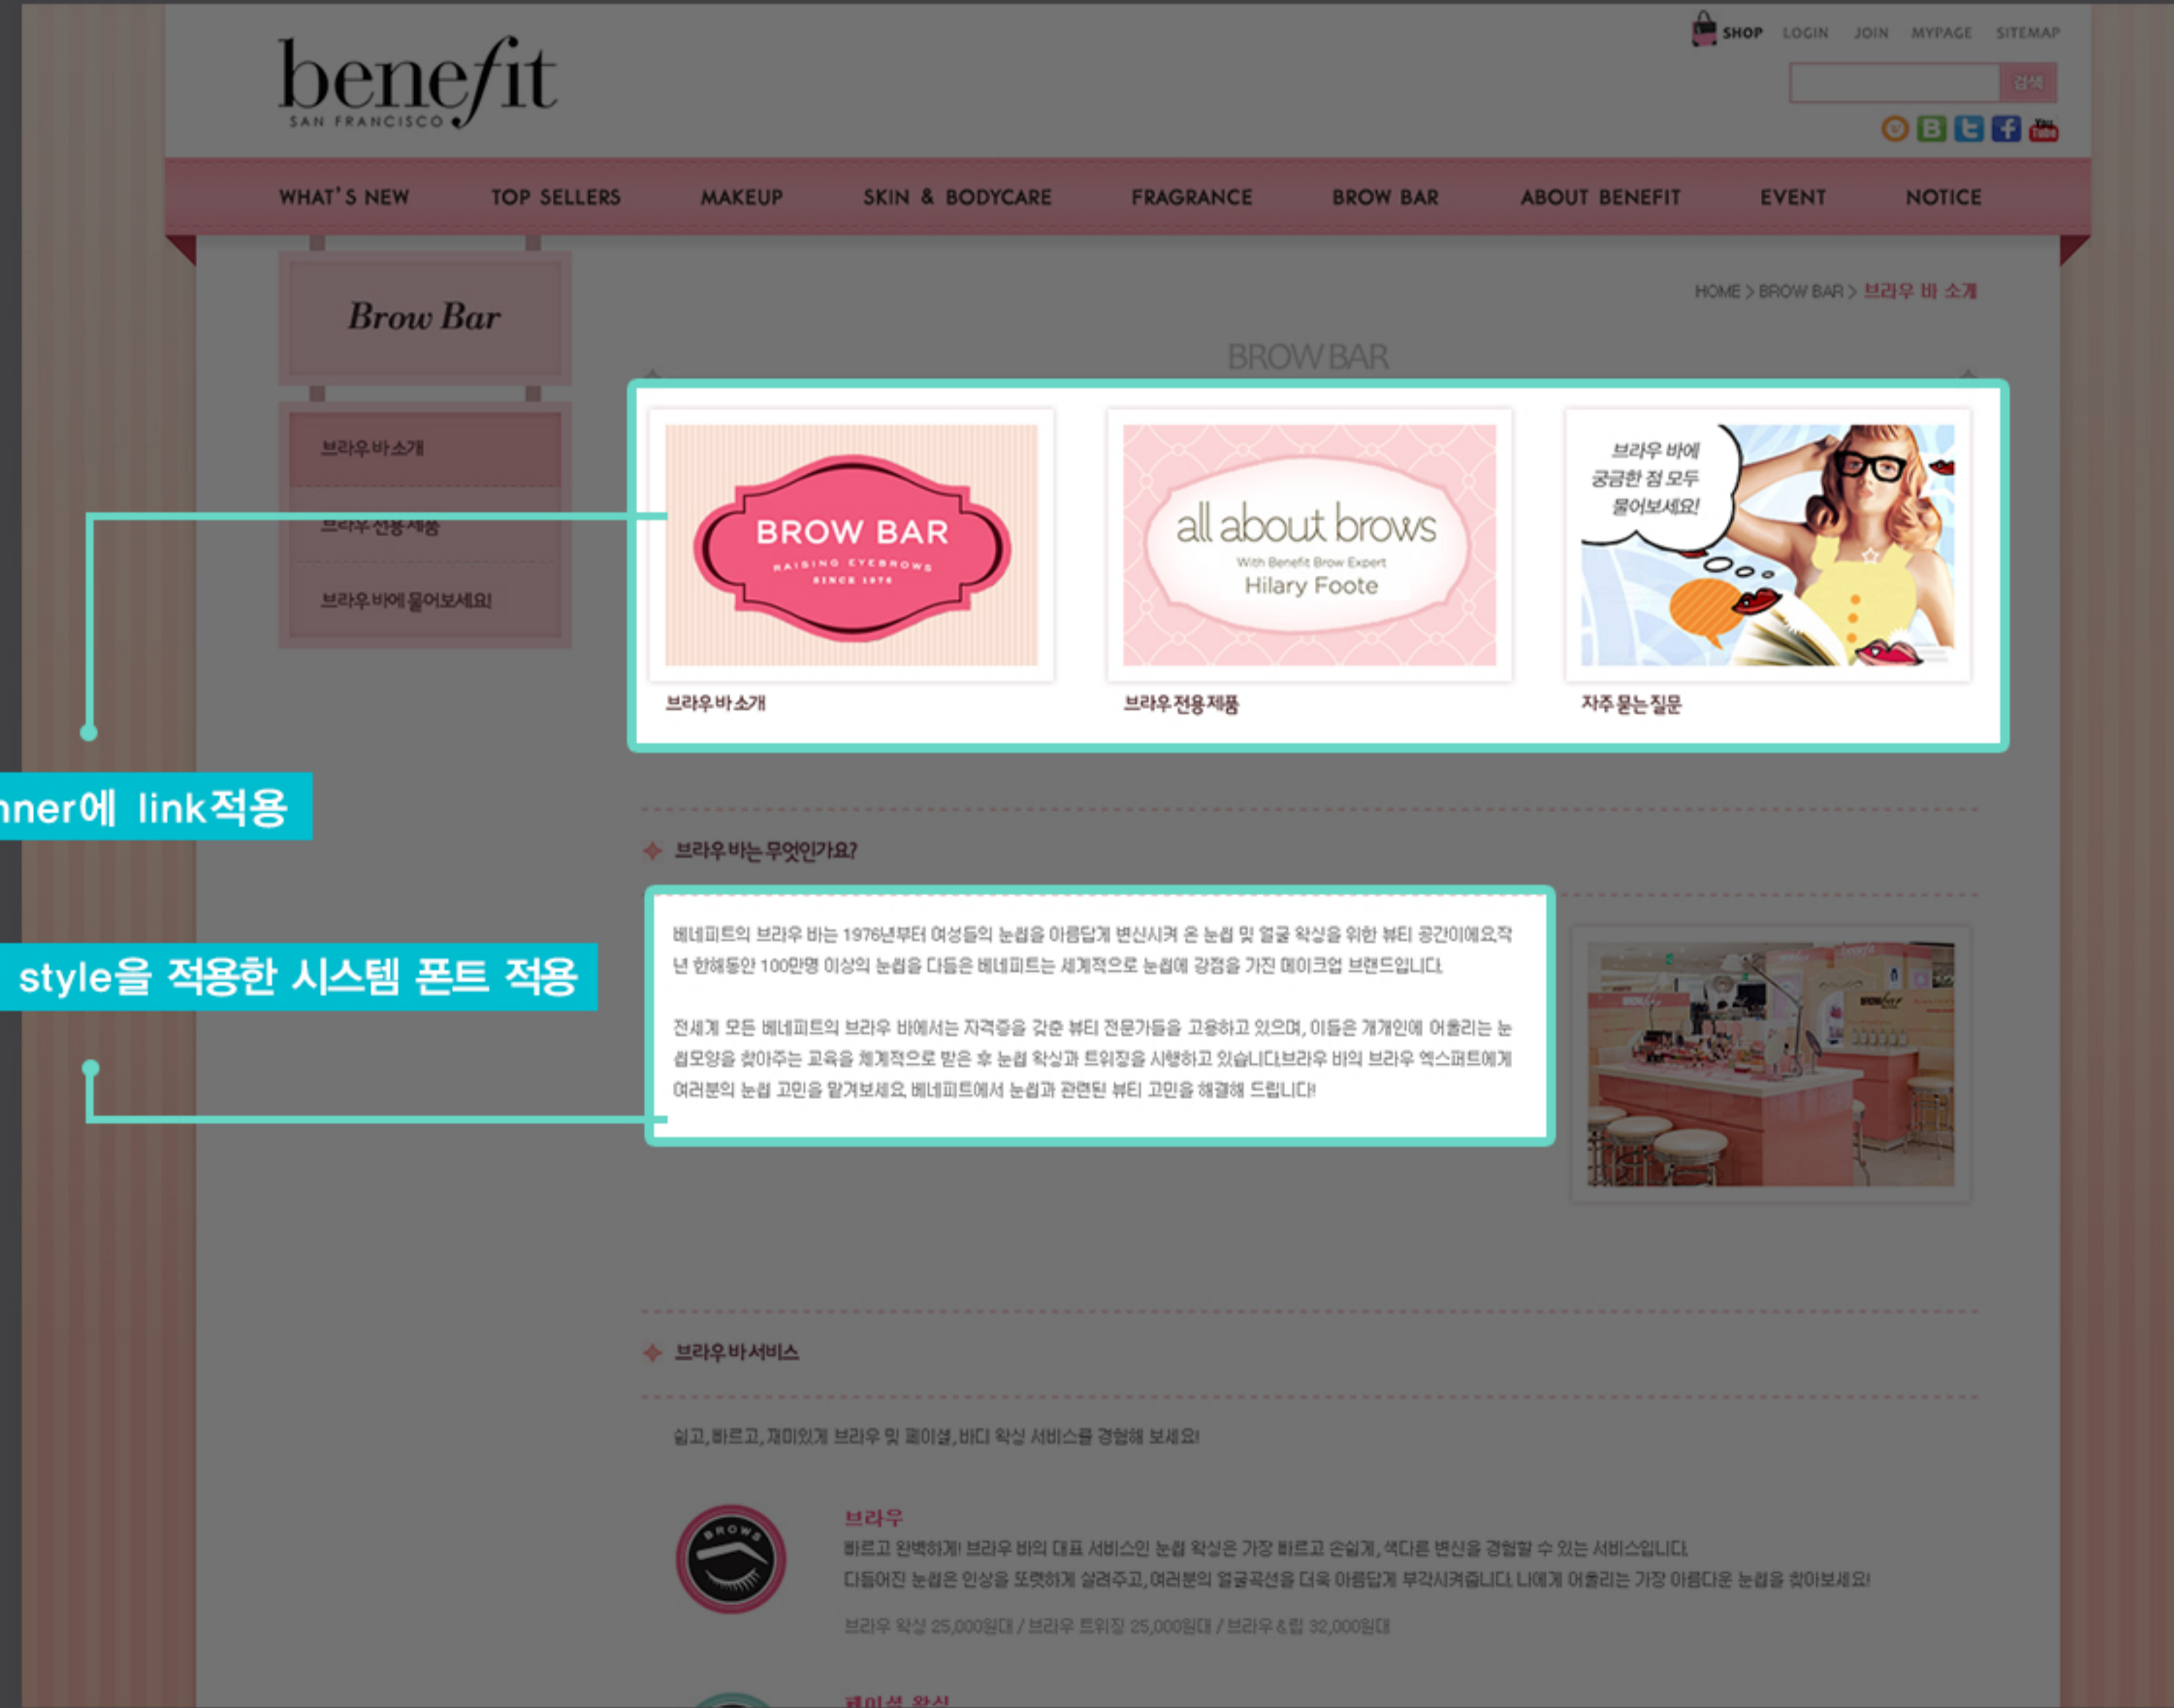 benefit
SAN FRANCISCO
SHOP LOGIN JOIN MYPAGE SITEMAP
검색
You Tube
WHAT'S NEW TOP SELLERS MAKEUP SKIN & BODYCARE FRAGRANCE BROW BAR ABOUT BENEFIT EVENT NOTICE
Brow Bar
HOME > BROW BAR > 브라우 바 소개
BROW BAR
브라우 바 소개
브라우 전용 제품
브라우 바에 물어보세요!
BROW BAR
RAISING EYEBROWS
SINCE 1976
all about brows
With Benefit Brow Expert
Hilary Foote
브라우 바에
궁금한 점 모두
물어보세요!
브라우 바 소개
브라우 전용 제품
자주 묻는 질문
nner에 link적용
브라우 바는 무엇인가요?
style을 적용한 시스템 폰트 적용
베네피트의 브라우 바는 1976년부터 여성들의 눈썹을 아름답게 변신시켜 온 눈썹 및 얼굴 왁싱을 위한 뷰티 공간이에요.작
년 한해동안 100만명 이상의 눈썹을 다듬은 베네피트는 세계적으로 눈썹에 강점을 가진 메이크업 브랜드입니다.
전세계 모든 베네피트의 브라우 바에서는 자격증을 갖춘 뷰티 전문가들을 고용하고 있으며, 이들은 개개인에 어울리는 눈
썹모양을 찾아주는 교육을 체계적으로 받은 후 눈썹 왁싱과 트위징을 시행하고 있습니다.브라우 바의 브라우 엑스퍼트에게
여러분의 눈썹 고민을 맡겨보세요, 베네피트에서 눈썹과 관련된 뷰티 고민을 해결해 드립니다!
브라우 바 서비스
쉽고, 빠르고, 재미있게 브라우 및 페이셜, 바디 왁싱 서비스를 경험해 보세요!
BROWS
브라우
빠르고 완벽하게! 브라우 바의 대표 서비스인 눈썹 왁싱은 가장 빠르고 손쉽게, 색다른 변신을 경험할 수 있는 서비스입니다.
다듬어진 눈썹은 인상을 또렷하게 살려주고, 여러분의 얼굴곡선을 더욱 아름답게 부각시켜줍니다. 나에게 어울리는 가장 아름다운 눈썹을 찾아보세요!
브라우 왁싱 25,000원대 / 브라우 트위징 25,000원대 / 브라우 & 립 32,000원대
페이셜 왁싱